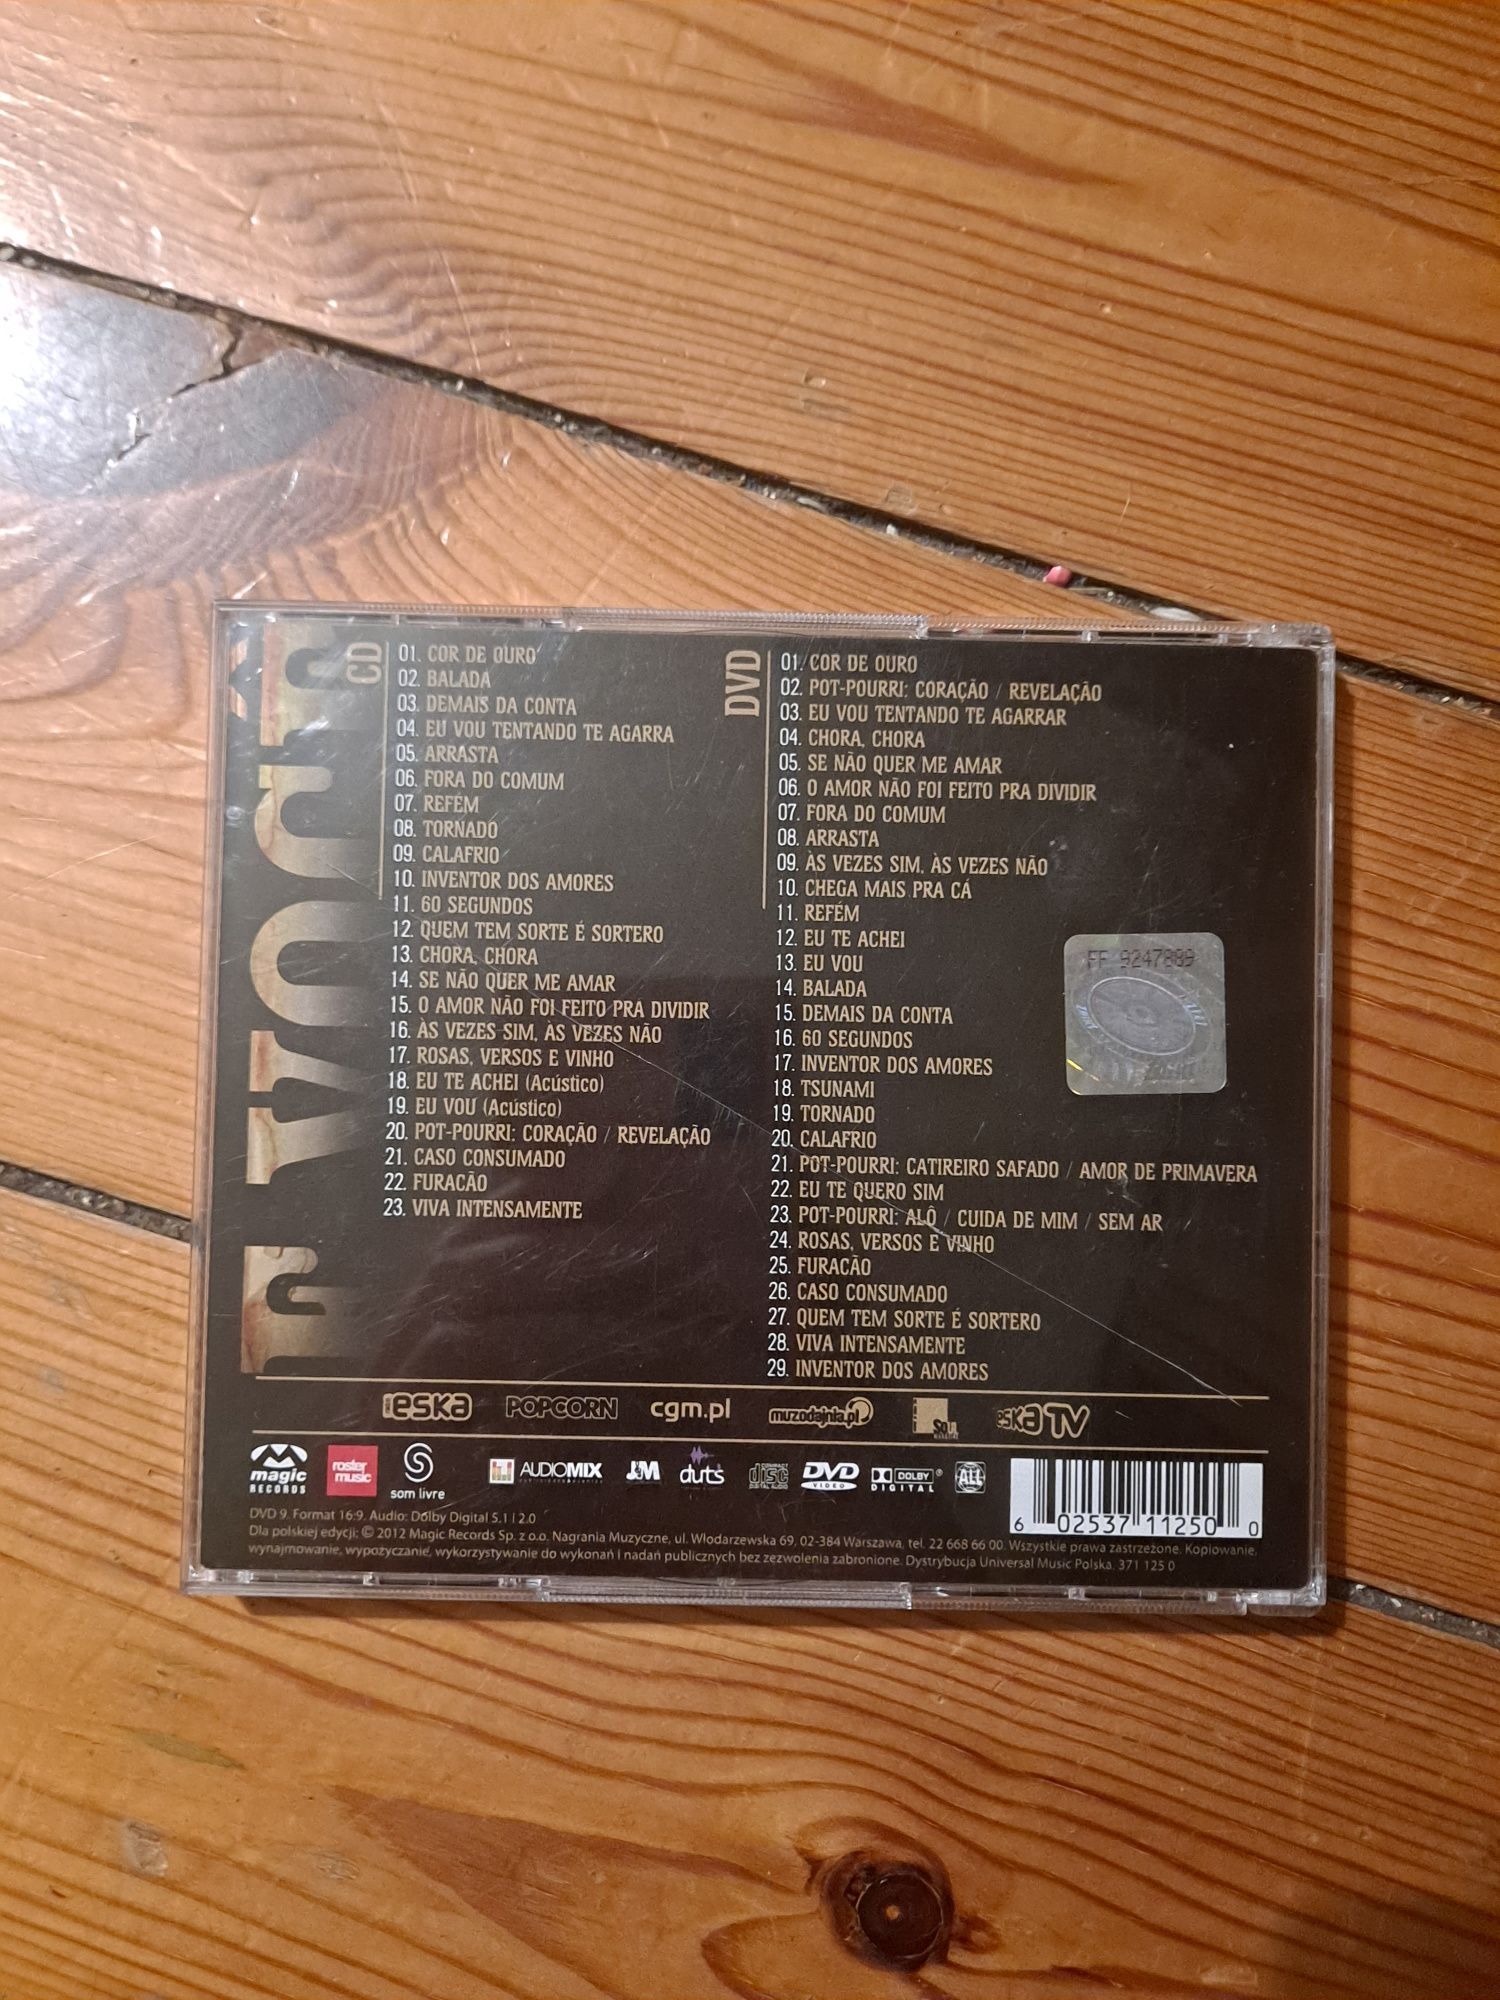 CD
01. COR DE OURO
02. BALADA
03. DEMAIS DA CONTA
04. EU VOU TENTANDO TE AGARRA
05. ARRASTA
06. FORA DO COMUM
07. REFÉM
08. TORNADO
09. CALAFRIO
10. INVENTOR DOS AMORES
11. 60 SEGUNDOS
12. QUEM TEM SORTE É SORTERO
13. CHORA, CHORA
14. SE NÃO QUER ME AMAR
15. O AMOR NÃO FOI FEITO PRA DIVIDIR
16. ÀS VEZES SIM, ÀS VEZES NÃO
17. ROSAS, VERSOS E VINHO
18. EU TE ACHEI (Acústico)
19. EU VOU (Acústico)
20. POT-POURRI: CORAÇÃO / REVELAÇÃO
21. CASO CONSUMADO
22. FURACÃO
23. VIVA INTENSAMENTE
DVD
01. COR DE OURO
02. POT-POURRI: CORAÇÃO / REVELAÇÃO
03. EU VOU TENTANDO TE AGARRAR
04. CHORA, CHORA
05. SE NÃO QUER ME AMAR
06. O AMOR NÃO FOI FEITO PRA DIVIDIR
07. FORA DO COMUM
08. ARRASTA
09. ÀS VEZES SIM, ÀS VEZES NÃO
10. CHEGA MAIS PRA CÁ
11. REFÉM
12. EU TE ACHEI
13. EU VOU
14. BALADA
15. DEMAIS DA CONTA
16. 60 SEGUNDOS
17. INVENTOR DOS AMORES
18. TSUNAMI
19. TORNADO
20. CALAFRIO
21. POT-POURRI: CATIREIRO SAFADO / AMOR DE PRIMAVERA
22. EU TE QUERO SIM
23. POT-POURRI: ALÔ / CUIDA DE MIM / SEM AR
24. ROSAS, VERSOS E VINHO
25. FURACÃO
26. CASO CONSUMADO
27. QUEM TEM SORTE É SORTERO
28. VIVA INTENSAMENTE
29. INVENTOR DOS AMORES
FF 9247889
eska POPCORN cgm.pl muzodajnia.pl eska TV
magic RECORDS roster music som livre AUDIOMIX duts COMPACT disc DIGITAL AUDIO DVD VIDEO DOLBY DIGITAL ALL
6 02537 11250 0
DVD 9. Format 16:9. Audio: Dolby Digital 5.1 | 2.0
Dla polskiej edycji: © 2012 Magic Records Sp. z o.o. Nagrania Muzyczne, ul. Włodarzewska 69, 02-384 Warszawa, tel. 22 668 66 00. Wszystkie prawa zastrzeżone. Kopiowanie,
wynajmowanie, wypożyczanie, wykorzystywanie do wykonań i nadań publicznych bez zezwolenia zabronione. Dystrybucja Universal Music Polska. 371 125 0